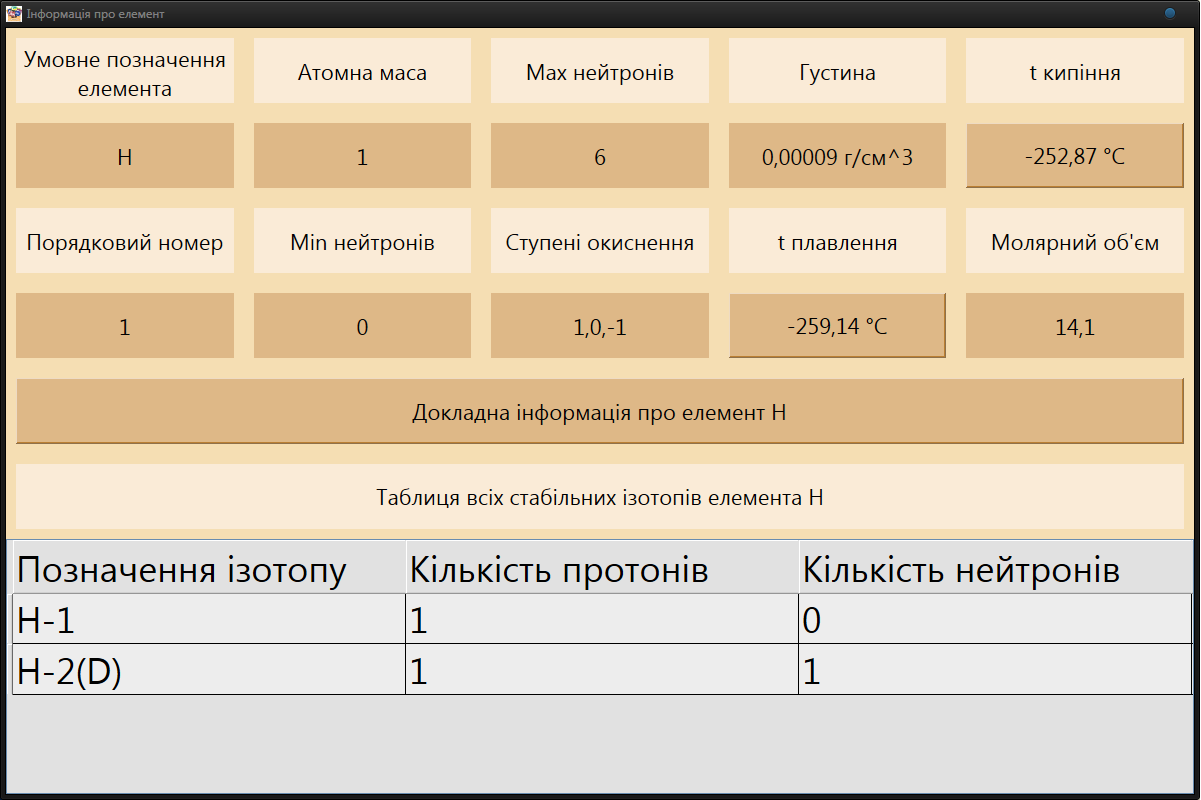 Інформація про елемент
Умовне позначення
елемента
Атомна маса
Max нейтронів
Густина
t кипіння
H
1
6
0,00009 г/см^3
-252,87 °C
Порядковий номер
Min нейтронів
Ступені окиснення
t плавлення
Молярний об'єм
1
0
1,0,-1
-259,14 °C
14,1
Докладна інформація про елемент H
Таблиця всіх стабільних ізотопів елемента H
Позначення ізотопу
Кількість протонів
Кількість нейтронів
H-1
1
0
H-2(D)
1
1